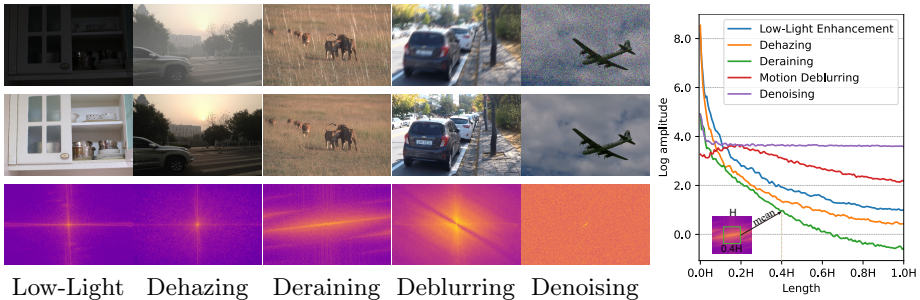 Low-Light Dehazing Deraining Deblurring Denoising
Low-Light Enhancement
Dehazing
Deraining
Motion Deblurring
Denoising
Log amplitude
8.0
6.0
4.0
2.0
0.0
H
0.4H
mean
0.0H 0.2H 0.4H 0.6H 0.8H 1.0H
Length